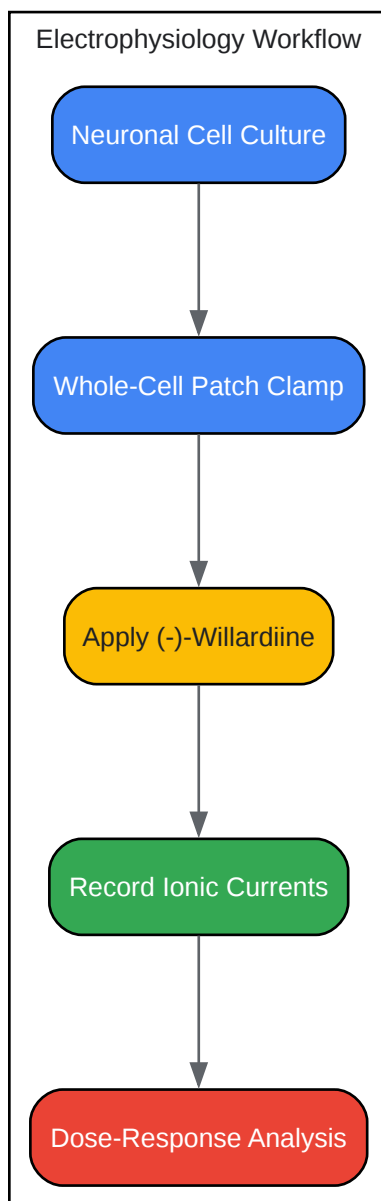 Electrophysiology Workflow
Neuronal Cell Culture
Whole-Cell Patch Clamp
Apply (-)-Willardiine
Record Ionic Currents
Dose-Response Analysis